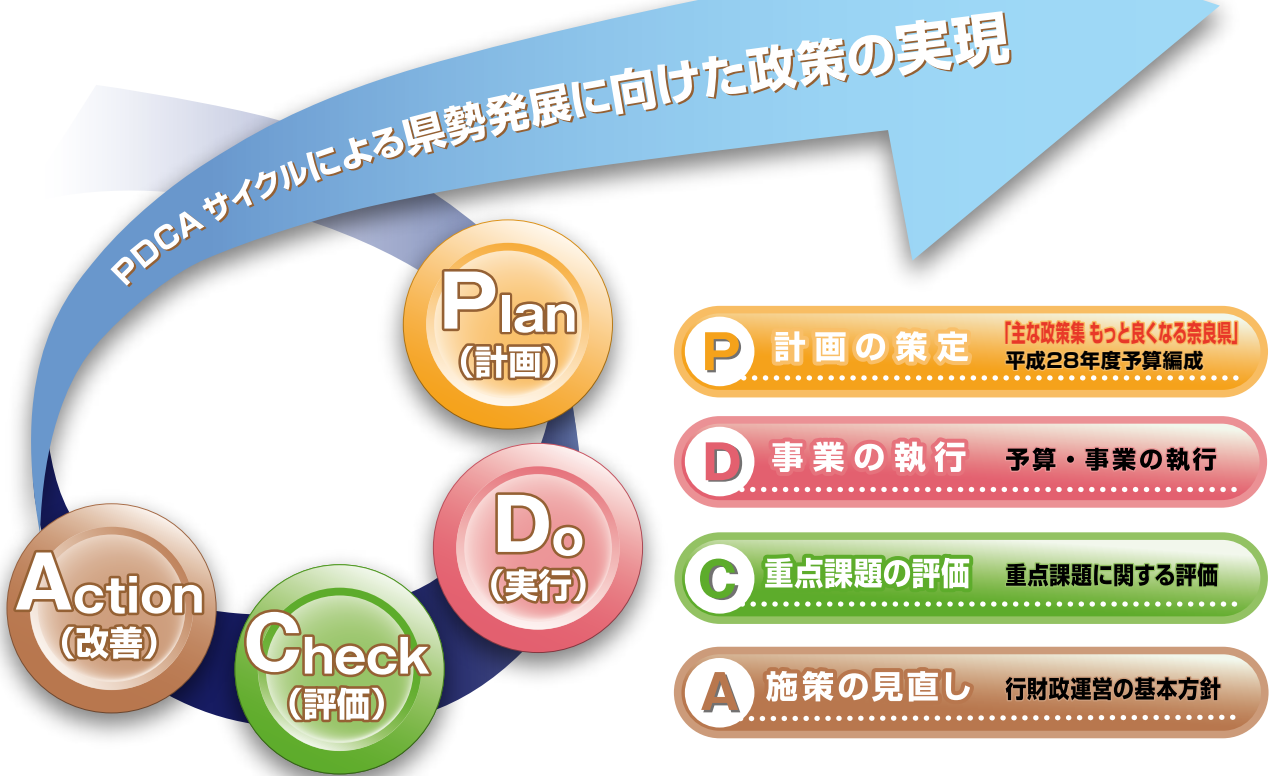 PDCAサイクルによる県勢発展に向けた政策の実現
Plan
（計画）
Do
（実行）
Check
（評価）
Action
（改善）
P 計画の策定 「主な政策集 もっと良くなる奈良県」
平成28年度予算編成
D 事業の執行 予算・事業の執行
C 重点課題の評価 重点課題に関する評価
A 施策の見直し 行財政運営の基本方針